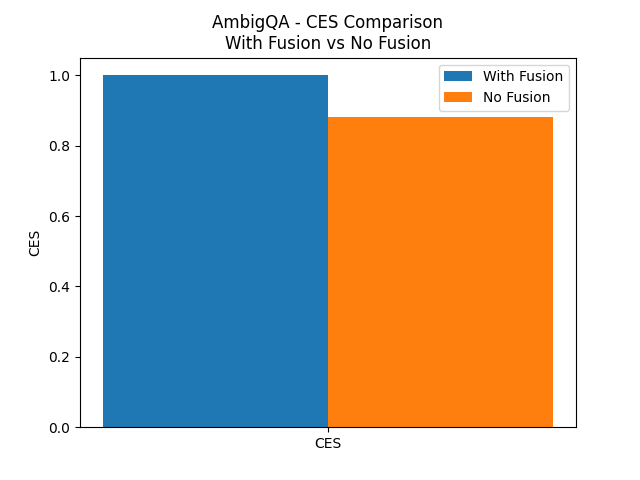 AmbigQA - CES Comparison
With Fusion vs No Fusion
With Fusion
No Fusion
1.0
0.8
0.6
0.4
0.2
0.0
CES
CES